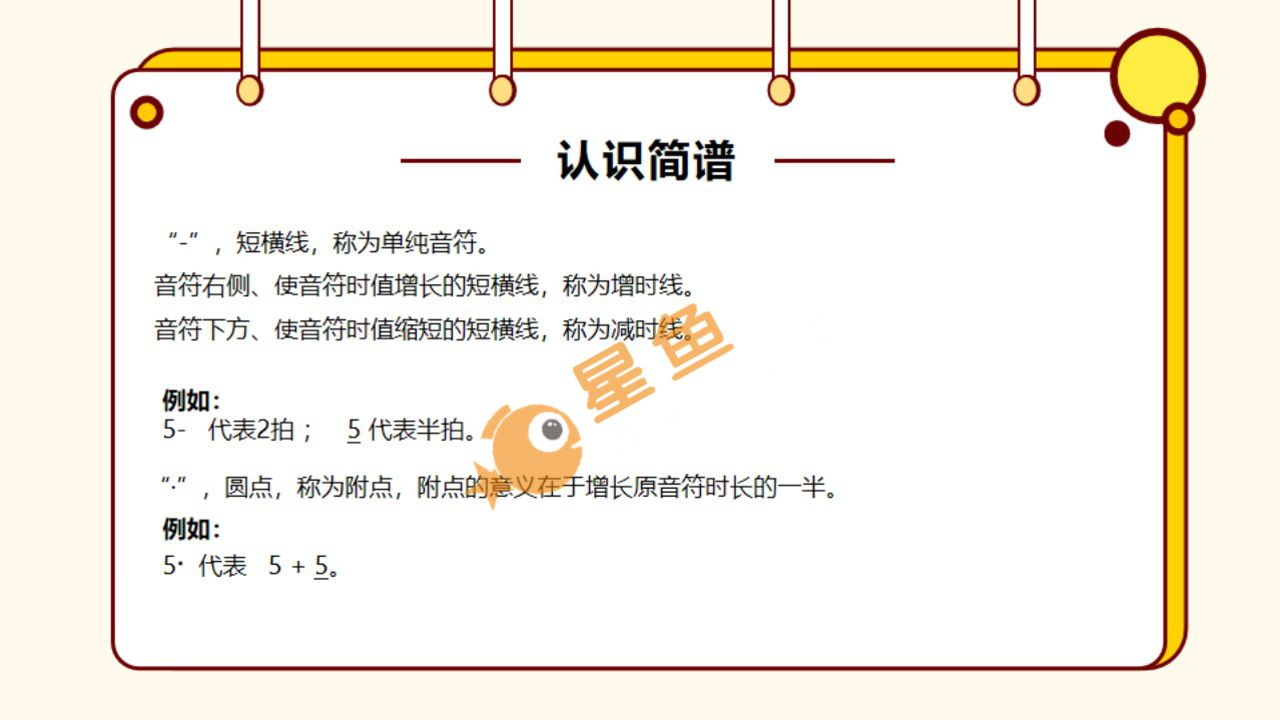 认识简谱
“-”，短横线，称为单纯音符。
音符右侧、使音符时值增长的短横线，称为增时线。
音符下方、使音符时值缩短的短横线，称为减时线。
星鱼
例如：
5- 代表2拍； 5 代表半拍。
“·”，圆点，称为附点，附点的意义在于增长原音符时长的一半。
例如：
5· 代表 5 + 5。